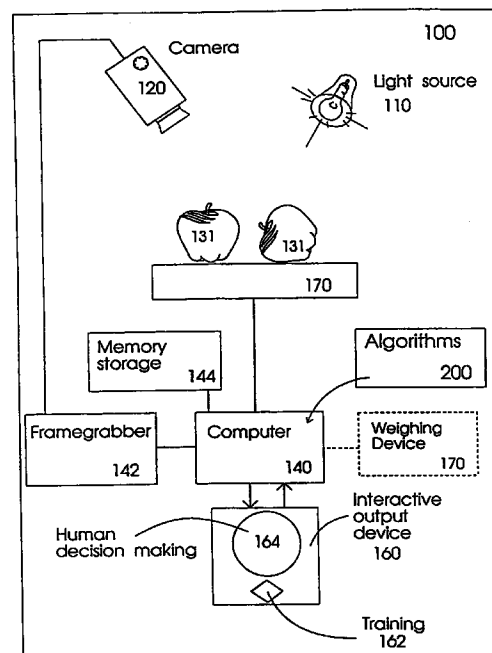 100
Camera
120
Light source
110
131
131
170
Memory
storage
144
Algorithms
200
Framegrabber
142
Computer
140
Weighing
Device
170
Human
decision making
164
Interactive
output
device
160
Training
162